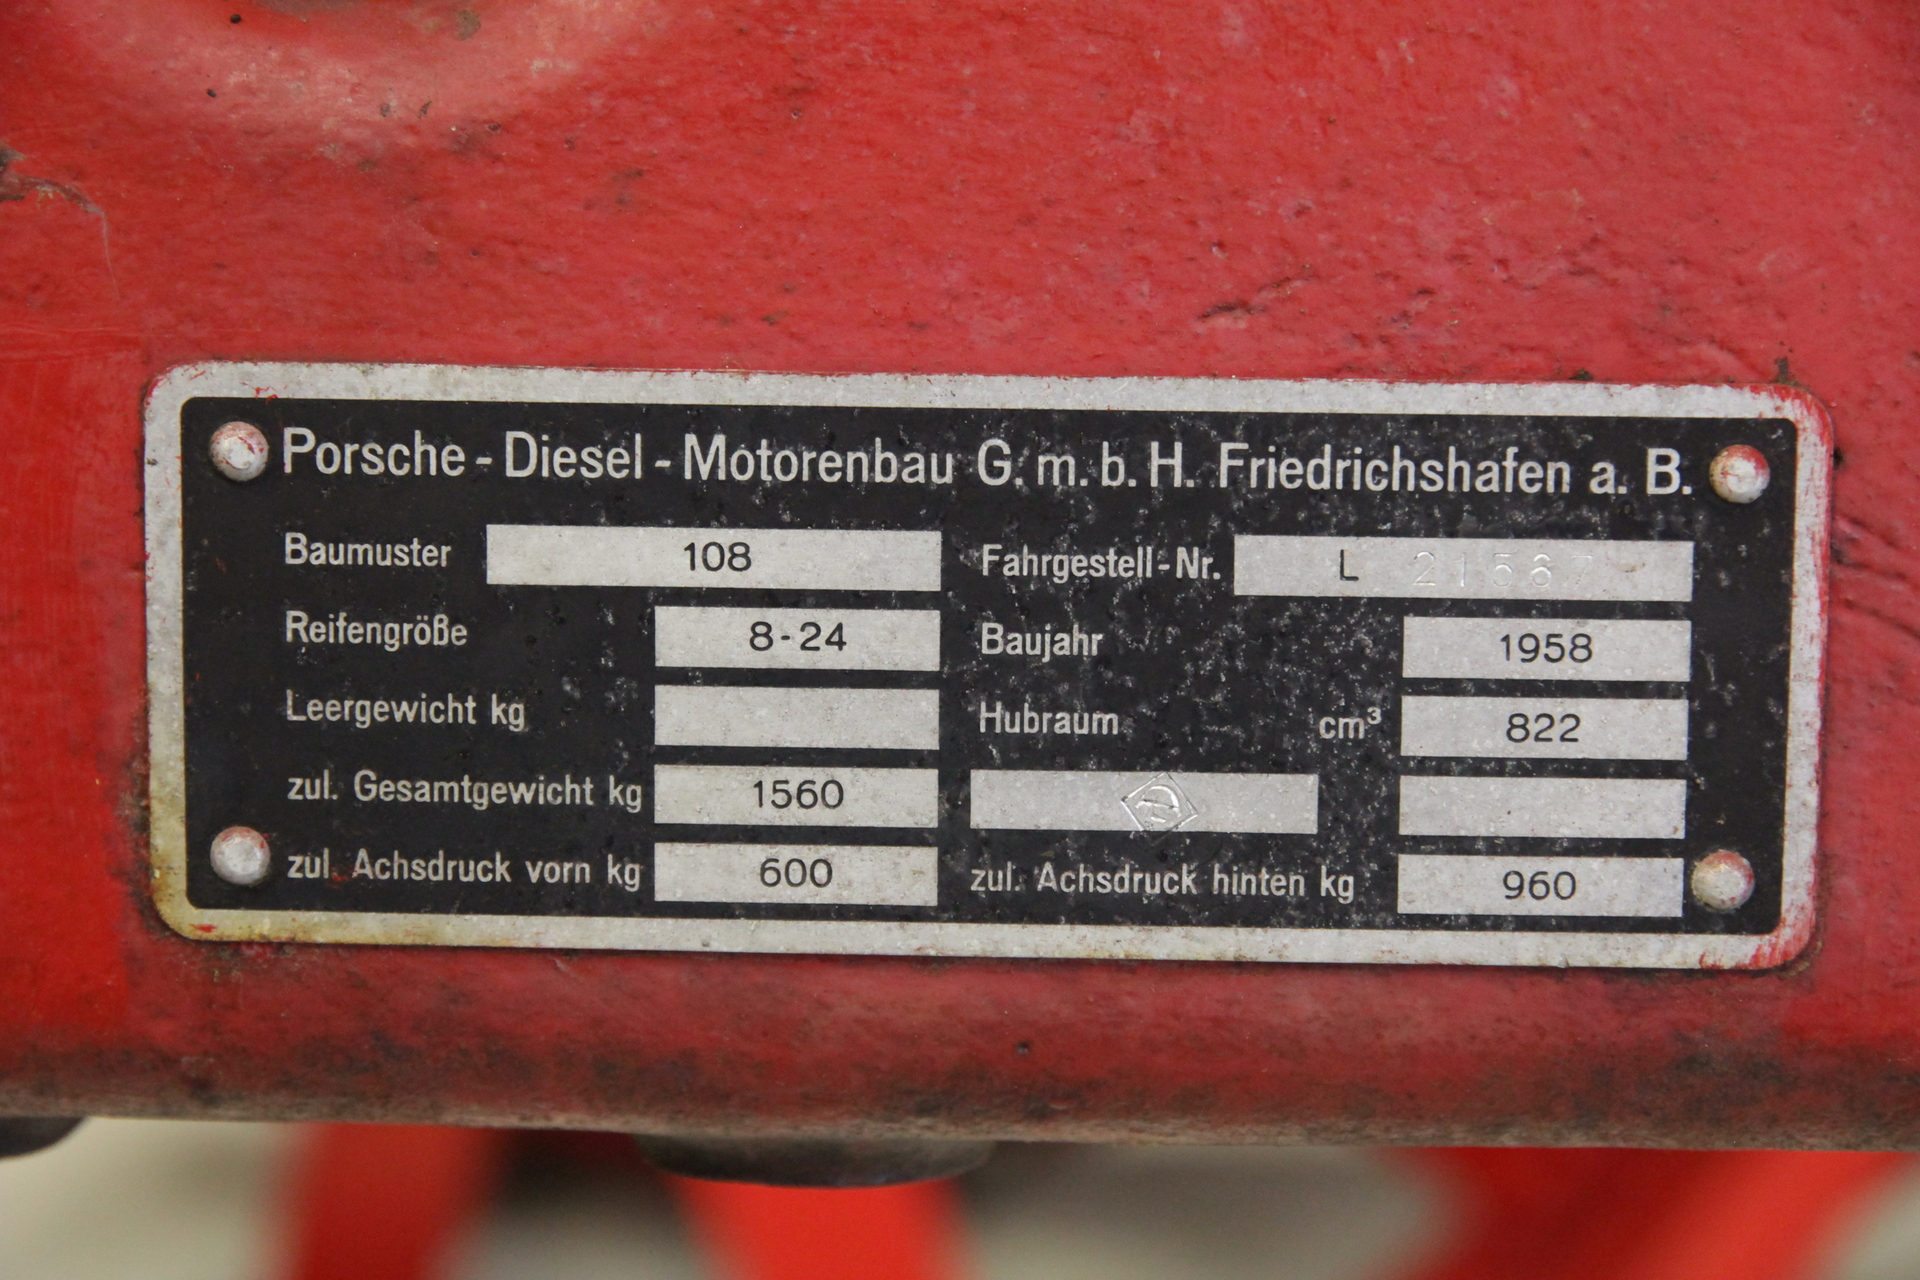 Porsche-Diesel-Motorenbau G.m.b.H. Friedrichshafen a. B.
Baumuster 108 Fahrgestell-Nr. L 21567
Reifengröße 8-24 Baujahr 1958
Leergewicht kg Hubraum cm³ 822
zul. Gesamtgewicht kg 1560
zul. Achsdruck vorn kg 600 zul. Achsdruck hinten kg 960